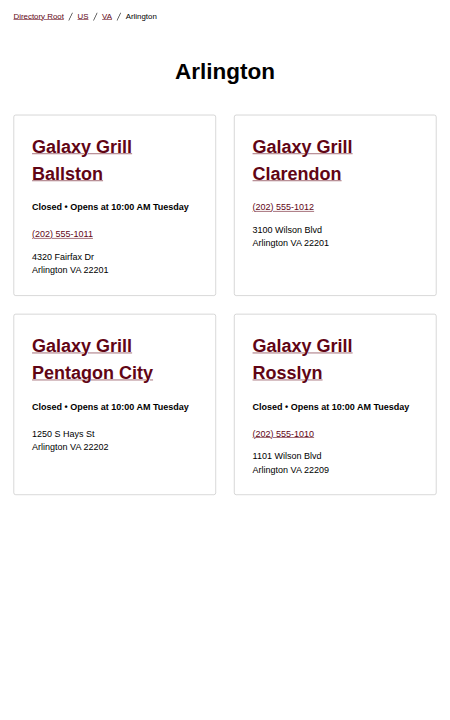 Directory Root / US / VA / Arlington
Arlington
Galaxy Grill
Ballston
Closed • Opens at 10:00 AM Tuesday
(202) 555-1011
4320 Fairfax Dr
Arlington VA 22201
Galaxy Grill
Clarendon
(202) 555-1012
3100 Wilson Blvd
Arlington VA 22201
Galaxy Grill
Pentagon City
Closed • Opens at 10:00 AM Tuesday
1250 S Hays St
Arlington VA 22202
Galaxy Grill
Rosslyn
Closed • Opens at 10:00 AM Tuesday
(202) 555-1010
1101 Wilson Blvd
Arlington VA 22209